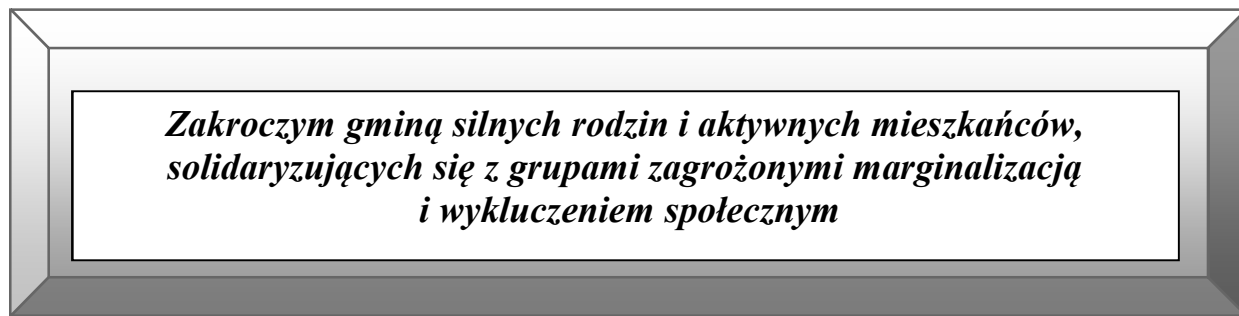 Zakroczym gminą silnych rodzin i aktywnych mieszkańców,
solidaryzujących się z grupami zagrożonymi marginalizacją
i wykluczeniem społecznym